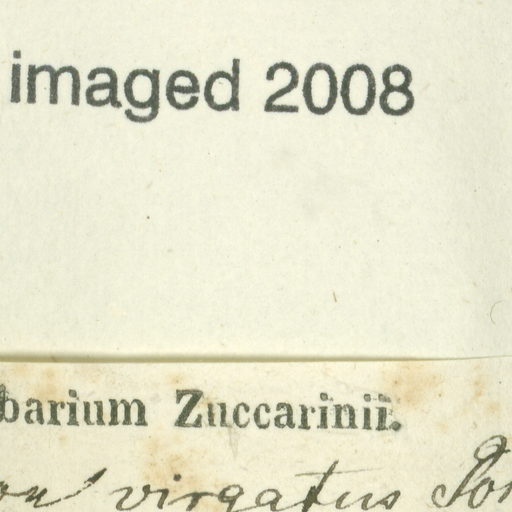 imaged 2008
barium Zuccarinii.
virgatus